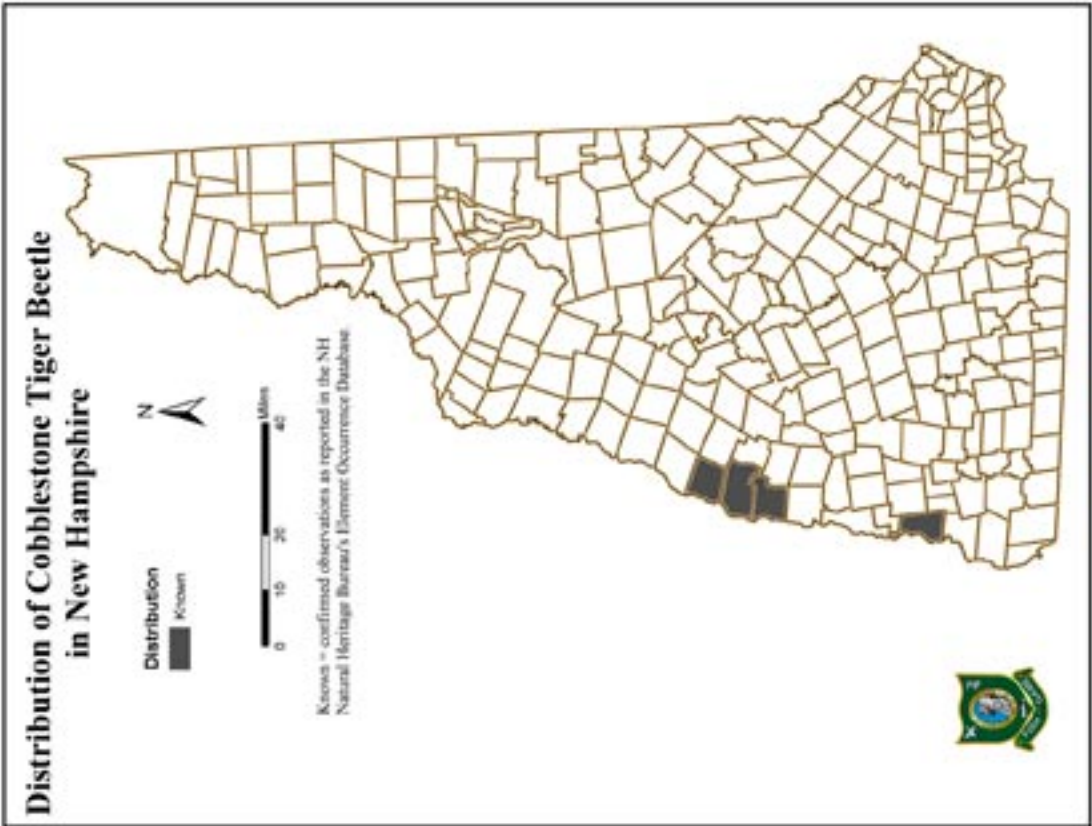 Distribution of Cobblestone Tiger Beetle
in New Hampshire
N
Distribution
Known
0 10 20 40
Miles
Known = confirmed observations as reported in the NH
Natural Heritage Bureau's Element Occurrence Database.